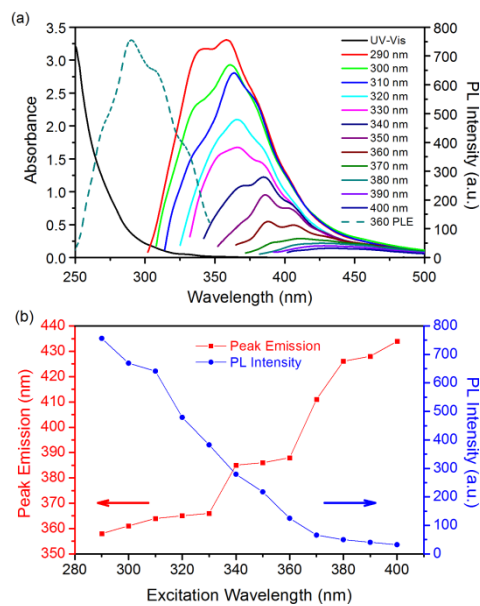 (a)
3.5
3.0
2.5
2.0
1.5
1.0
0.5
0.0
Absorbance
250
300
350
400
450
500
Wavelength (nm)
800
700
600
500
400
300
200
100
0
PL Intensity (a.u.)
UV-Vis
290 nm
300 nm
310 nm
320 nm
330 nm
340 nm
350 nm
360 nm
370 nm
380 nm
390 nm
400 nm
360 PLE
(b)
440
430
420
410
400
390
380
370
360
350
Peak Emission (nm)
Peak Emission
PL Intensity
280
300
320
340
360
380
400
Excitation Wavelength (nm)
800
700
600
500
400
300
200
100
0
PL Intensity (a.u.)